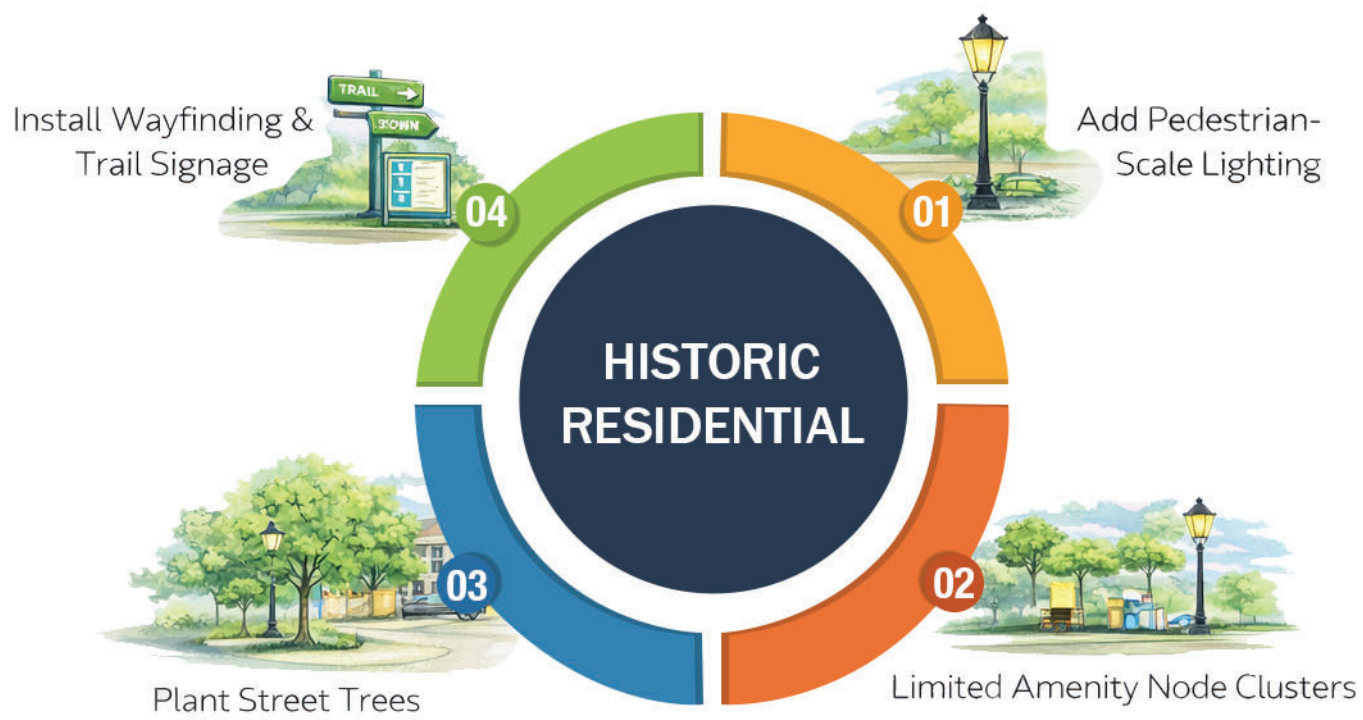 HISTORIC
RESIDENTIAL
01
Add Pedestrian-
Scale Lighting
02
Limited Amenity Node Clusters
03
Plant Street Trees
04
Install Wayfinding &
Trail Signage
TRAIL